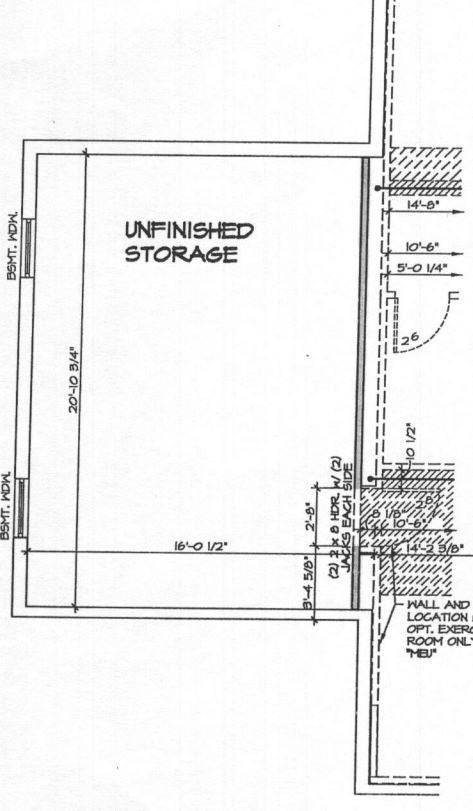 14'-8"
10'-6"
5'-0 1/4"
BSMT. WDW.
UNFINISHED
STORAGE
26
20'-10 3/4"
10 1/2"
BSMT. WDW.
(2) 2 x 8 HDR. W/ (2)
JACKS EACH SIDE
2'-8"
28
8 1/8"
10'-6"
16'-0 1/2"
14'-2 3/8"
3'-4 5/8"
WALL AND
LOCATION
OPT. EXERC
ROOM ONLY
"MEU"